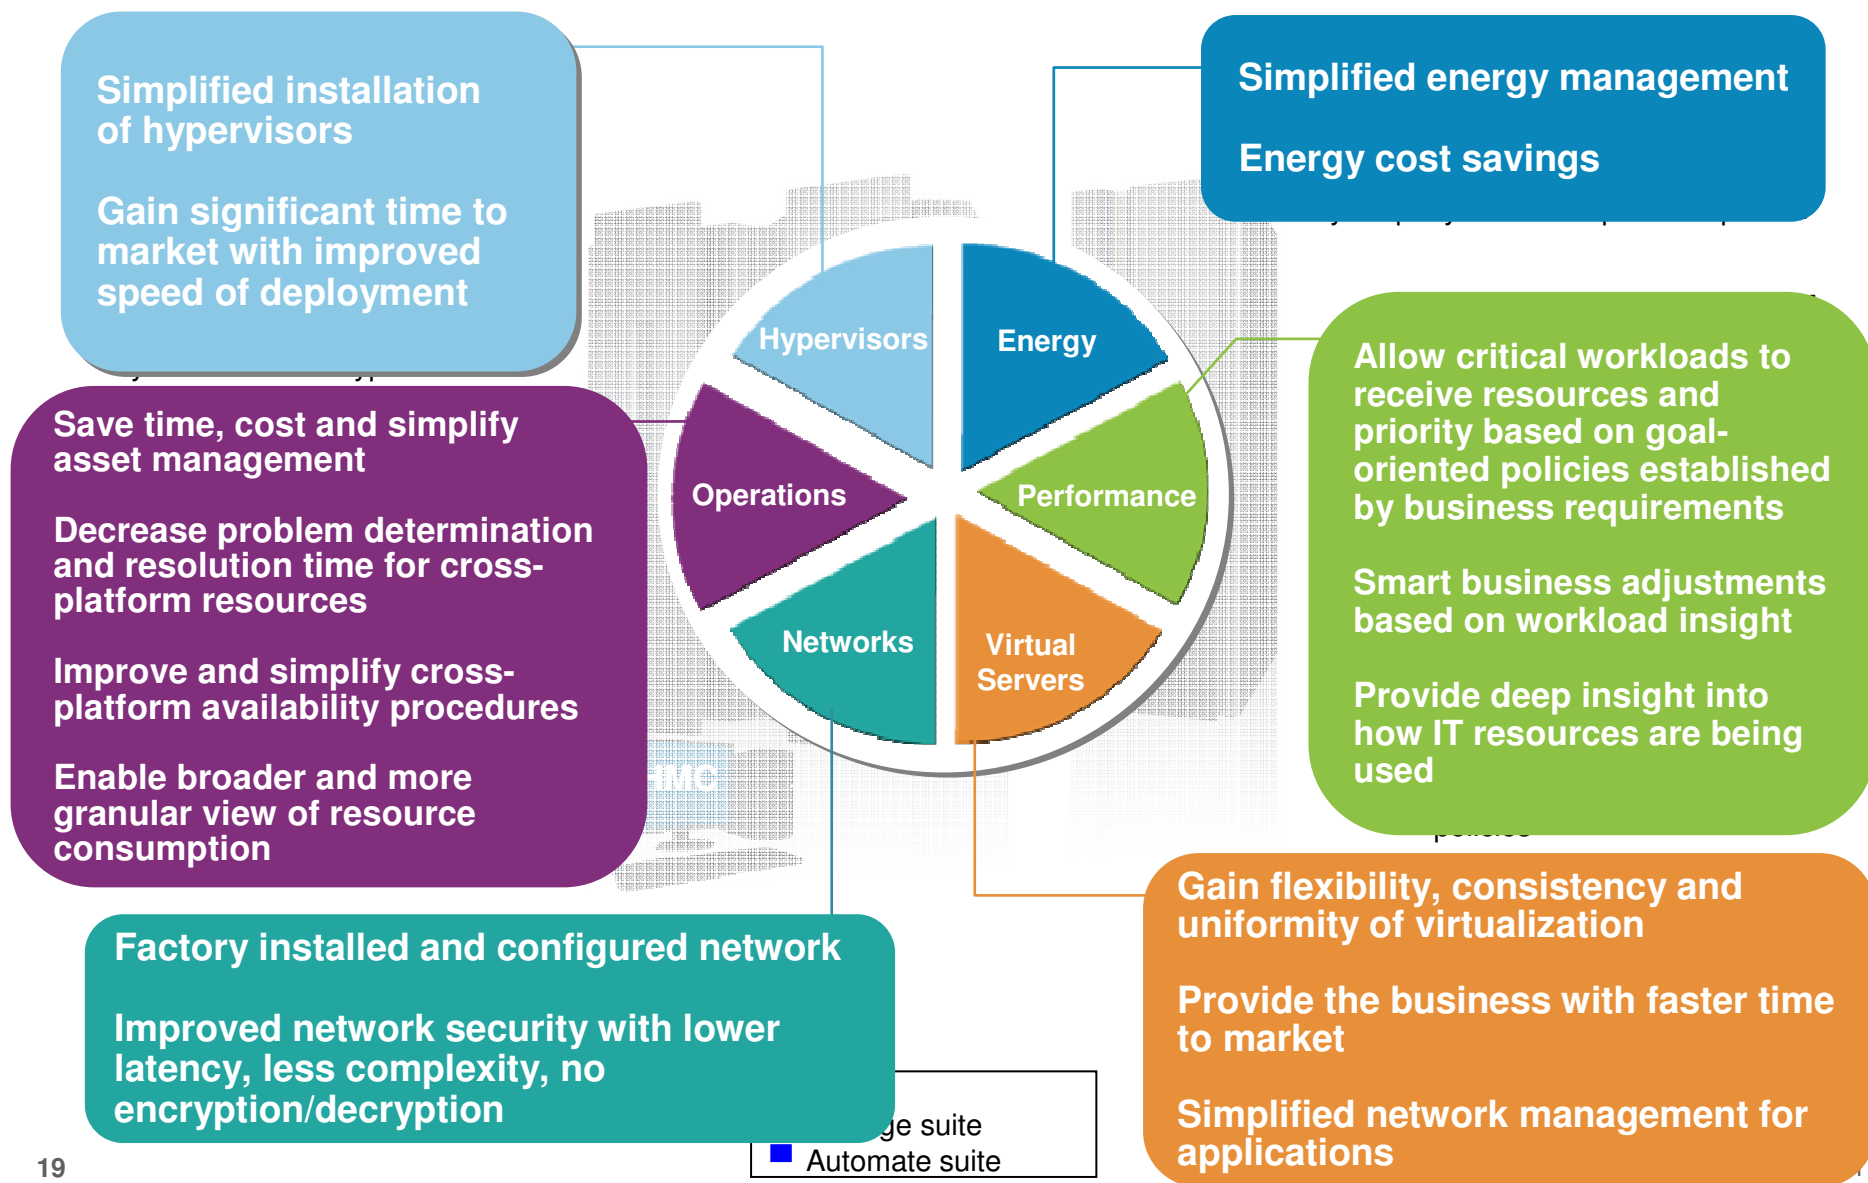 Simplified installation
of hypervisors
Gain significant time to
market with improved
speed of deployment
Simplified energy management
Energy cost savings
Hypervisors
Energy
Operations
Performance
Networks
Virtual
Servers
HMC
Save time, cost and simplify
asset management
Decrease problem determination
and resolution time for cross-
platform resources
Improve and simplify cross-
platform availability procedures
Enable broader and more
granular view of resource
consumption
Allow critical workloads to
receive resources and
priority based on goal-
oriented policies established
by business requirements
Smart business adjustments
based on workload insight
Provide deep insight into
how IT resources are being
used
policies
Factory installed and configured network
Improved network security with lower
latency, less complexity, no
encryption/decryption
Gain flexibility, consistency and
uniformity of virtualization
Provide the business with faster time
to market
Simplified network management for
applications
suite
Automate suite
19